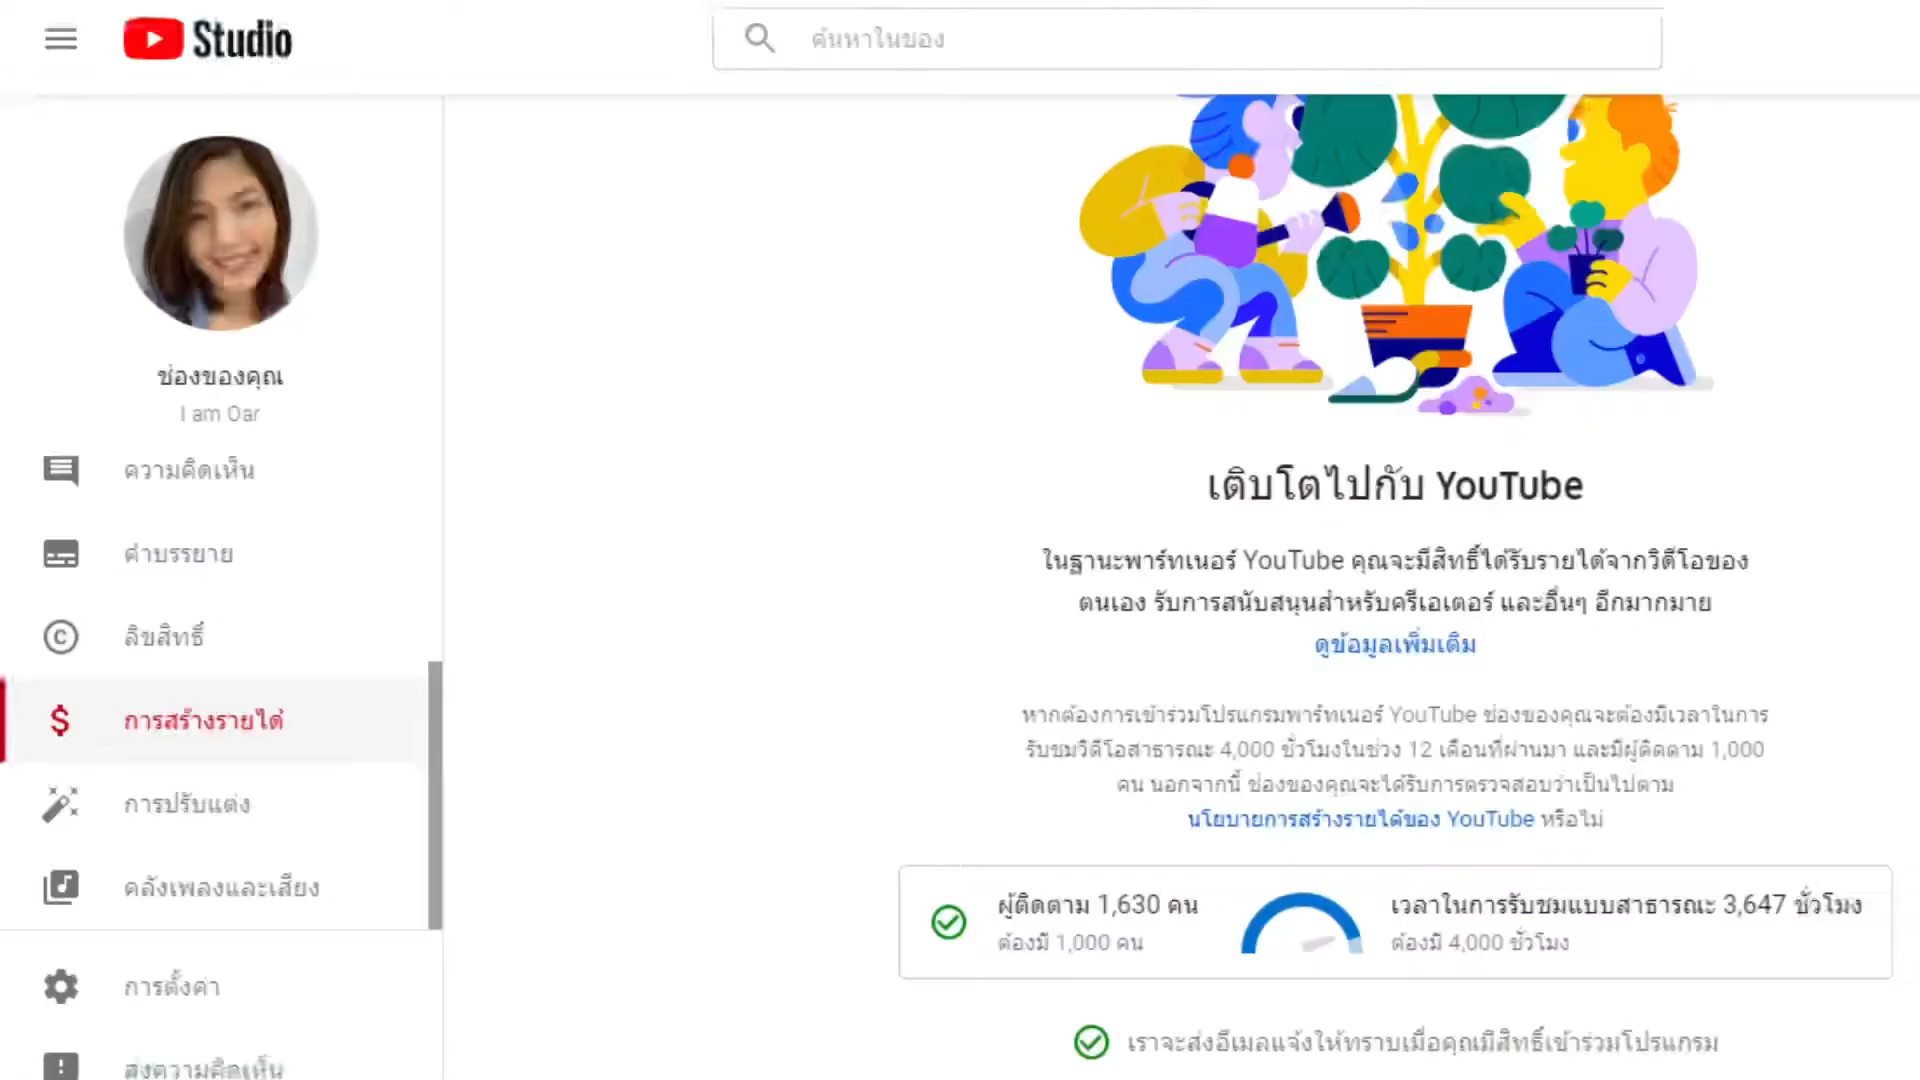 Studio
ค้นหาในของ
ช่องของคุณ
I am Oar
ความคิดเห็น
คำบรรยาย
ลิขสิทธิ์
การสร้างรายได้
การปรับแต่ง
คลังเพลงและเสียง
การตั้งค่า
ส่งความคิดเห็น
เติบโตไปกับ YouTube
ในฐานะพาร์ทเนอร์ YouTube คุณจะมีสิทธิ์ได้รับรายได้จากวิดีโอของ
ตนเอง รับการสนับสนุนสำหรับครีเอเตอร์ และอื่นๆ อีกมากมาย
ดูข้อมูลเพิ่มเติม
หากต้องการเข้าร่วมโปรแกรมพาร์ทเนอร์ YouTube ช่องของคุณจะต้องมีเวลาในการ
รับชมวิดีโอสาธารณะ 4,000 ชั่วโมงในช่วง 12 เดือนที่ผ่านมา และมีผู้ติดตาม 1,000
คน นอกจากนี้ ช่องของคุณจะได้รับการตรวจสอบว่าเป็นไปตาม
นโยบายการสร้างรายได้ของ YouTube หรือไม่
ผู้ติดตาม 1,630 คน
ต้องมี 1,000 คน
เวลาในการรับชมแบบสาธารณะ 3,647 ชั่วโมง
ต้องมี 4,000 ชั่วโมง
เราจะส่งอีเมลแจ้งให้ทราบเมื่อคุณมีสิทธิ์เข้าร่วมโปรแกรม